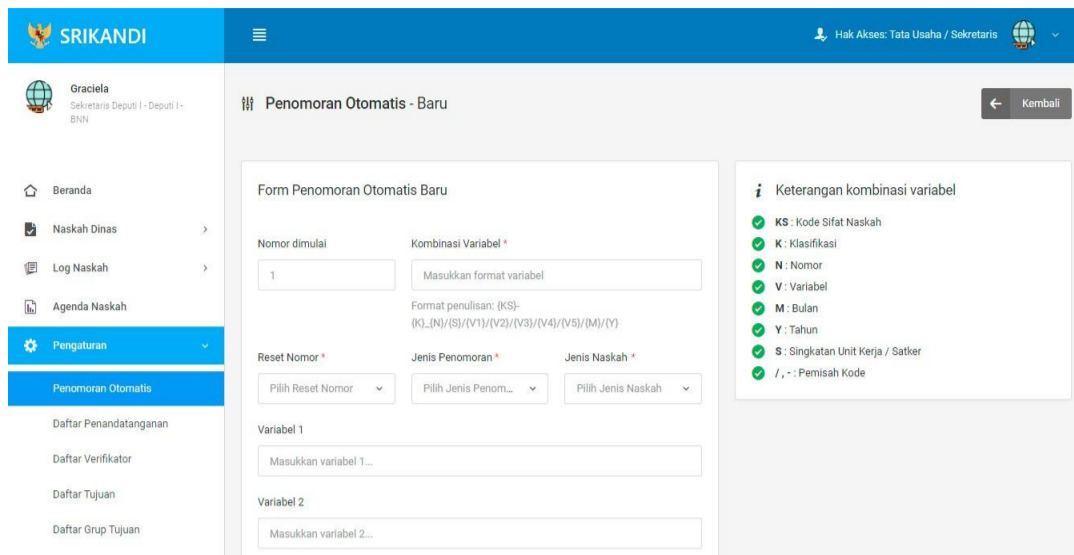 SRIKANDI
Hak Akses: Tata Usaha / Sekretaris
Graciela
Sekretaris Deputi I - Deputi I -
BNN
Penomoran Otomatis - Baru
Kembali
Beranda
Naskah Dinas
Log Naskah
Agenda Naskah
Pengaturan
Penomoran Otomatis
Daftar Penandatanganan
Daftar Verifikator
Daftar Tujuan
Daftar Grup Tujuan
Form Penomoran Otomatis Baru
Nomor dimulai
Kombinasi Variabel *
1
Masukkan format variabel
Format penulisan: {KS}-
{K}_{N}/{S}/{V1}/{V2}/{V3}/{V4}/{V5}/{M}/{Y}
Reset Nomor *
Jenis Penomoran *
Jenis Naskah *
Pilih Reset Nomor
Pilih Jenis Penom...
Pilih Jenis Naskah
Variabel 1
Masukkan variabel 1...
Variabel 2
Masukkan variabel 2...
i Keterangan kombinasi variabel
KS : Kode Sifat Naskah
K : Klasifikasi
N : Nomor
V : Variabel
M : Bulan
Y : Tahun
S : Singkatan Unit Kerja / Satker
/ , - : Pemisah Kode